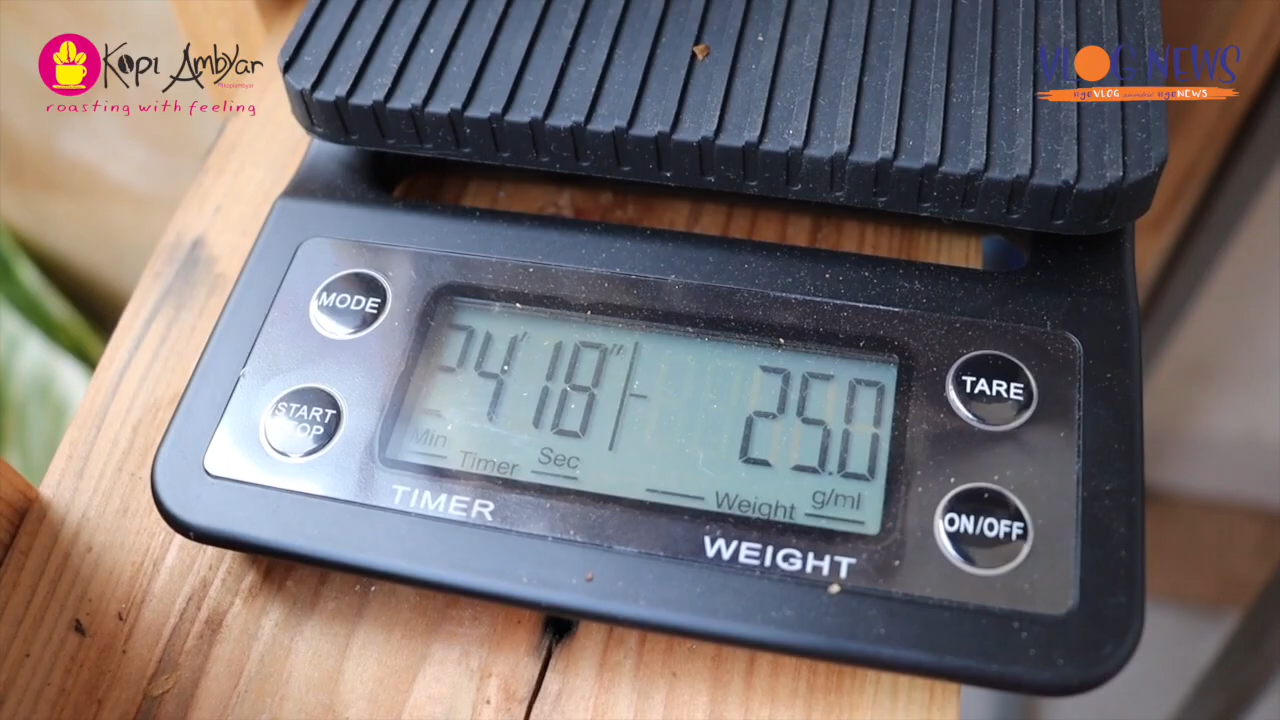 Kopi Ambyar
roasting with feeling
VLOG NEWS
MODE
START
STOP
24' 18"
25.0
Min
Timer
Sec
Weight
g/ml
TARE
ON/OFF
TIMER
WEIGHT